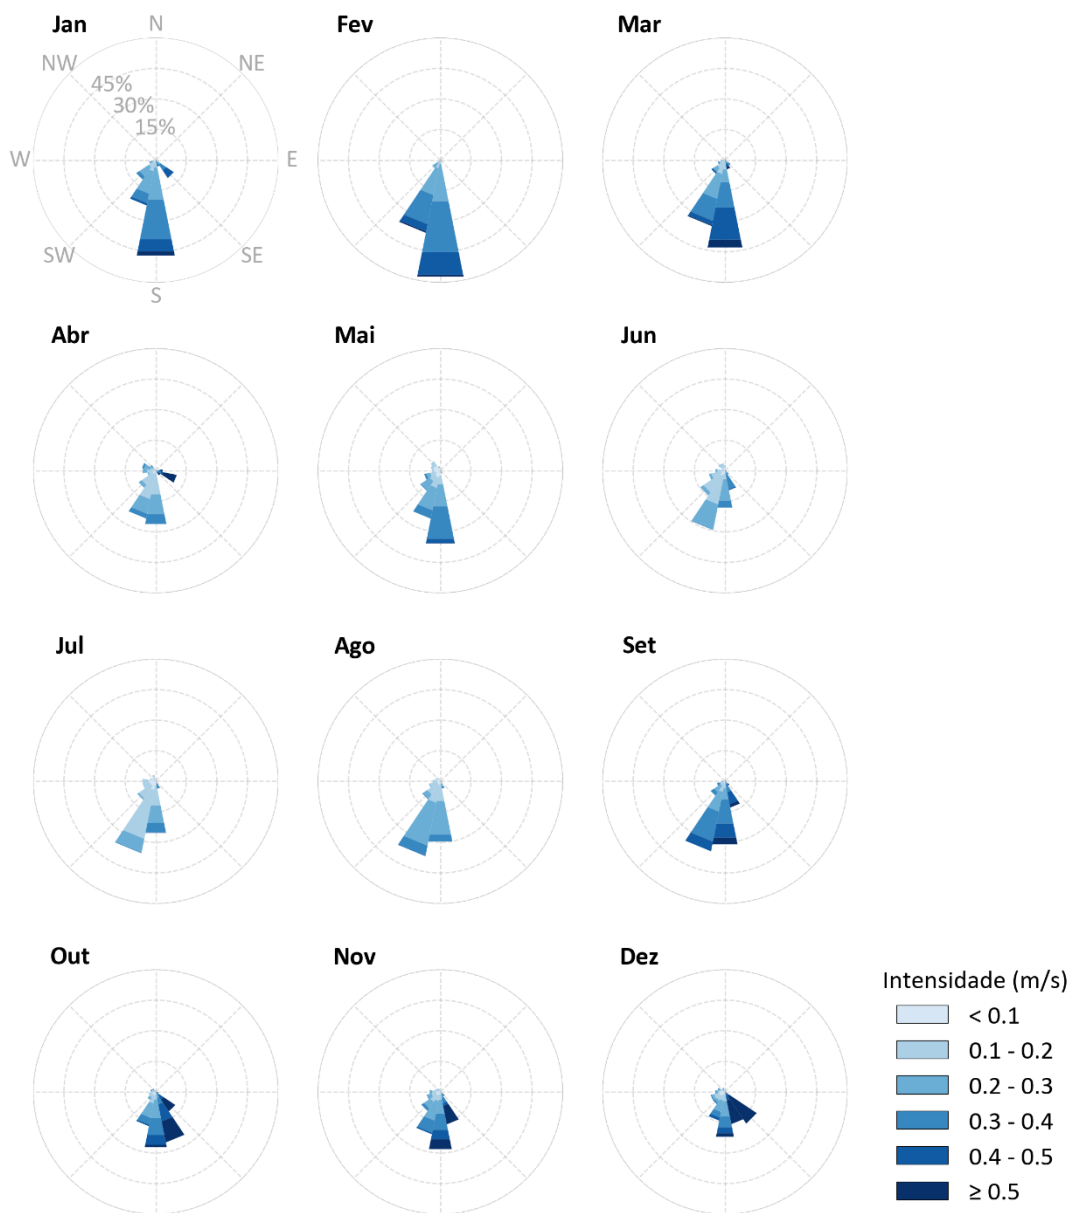 Jan
N
Fev
Mar
NW
NE
45%
30%
15%
W
E
SW
SE
S
Abr
Mai
Jun
Jul
Ago
Set
Out
Nov
Dez
Intensidade (m/s)
< 0.1
0.1 - 0.2
0.2 - 0.3
0.3 - 0.4
0.4 - 0.5
≥ 0.5